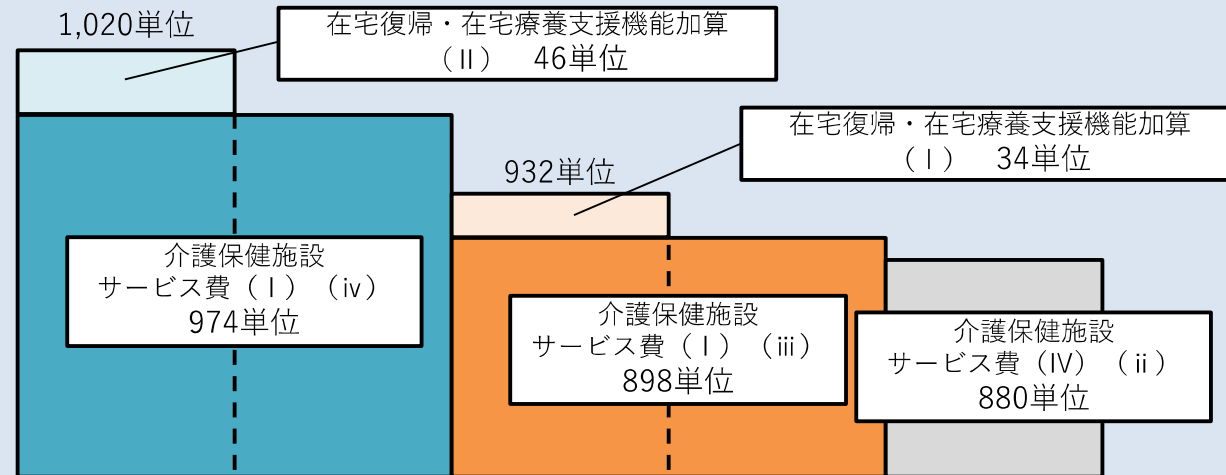 1,020単位
在宅復帰・在宅療養支援機能加算
（Ⅱ）　46単位
在宅復帰・在宅療養支援機能加算
（Ⅰ）　34単位
932単位
介護保健施設
サービス費（Ⅰ）（ⅳ）
974単位
介護保健施設
サービス費（Ⅰ）（ⅲ）
898単位
介護保健施設
サービス費（Ⅳ）（ⅱ）
880単位